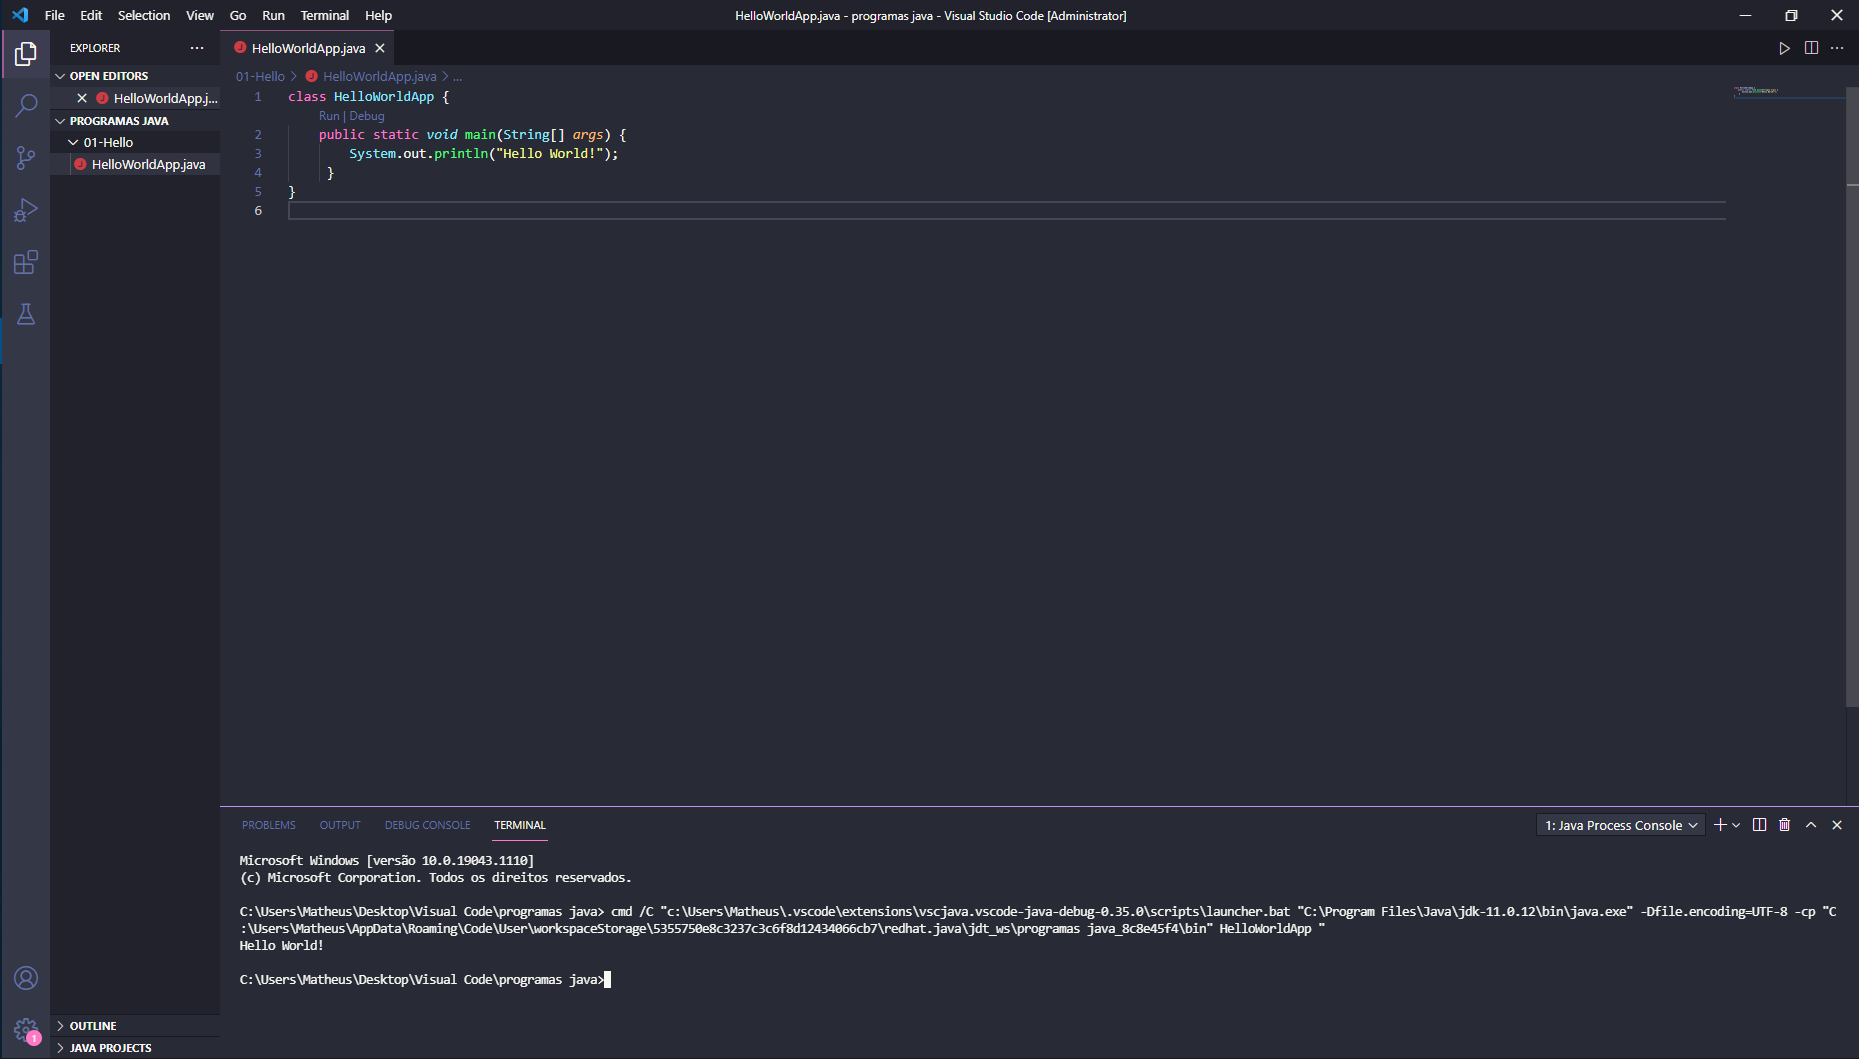 File Edit Selection View Go Run Terminal Help
HelloWorldApp.java - programas java - Visual Studio Code [Administrator]
EXPLORER
OPEN EDITORS
HelloWorldApp.j...
PROGRAMAS JAVA
01-Hello
HelloWorldApp.java
HelloWorldApp.java
01-Hello > HelloWorldApp.java > ...
1 class HelloWorldApp {
Run | Debug
2 public static void main(String[] args) {
3 System.out.println("Hello World!");
4 }
5 }
6
PROBLEMS OUTPUT DEBUG CONSOLE TERMINAL
1: Java Process Console
Microsoft Windows [versão 10.0.19043.1110]
(c) Microsoft Corporation. Todos os direitos reservados.
C:\Users\Matheus\Desktop\Visual Code\programas java> cmd /C "c:\Users\Matheus\.vscode\extensions\vscjava.vscode-java-debug-0.35.0\scripts\launcher.bat "C:\Program Files\Java\jdk-11.0.12\bin\java.exe" -Dfile.encoding=UTF-8 -cp "C
:\Users\Matheus\AppData\Roaming\Code\User\workspaceStorage\5355750e8c3237c3c6f8d12434066cb7\redhat.java\jdt_ws\programas java_8c8e45f4\bin" HelloWorldApp "
Hello World!
C:\Users\Matheus\Desktop\Visual Code\programas java>
1
OUTLINE
JAVA PROJECTS